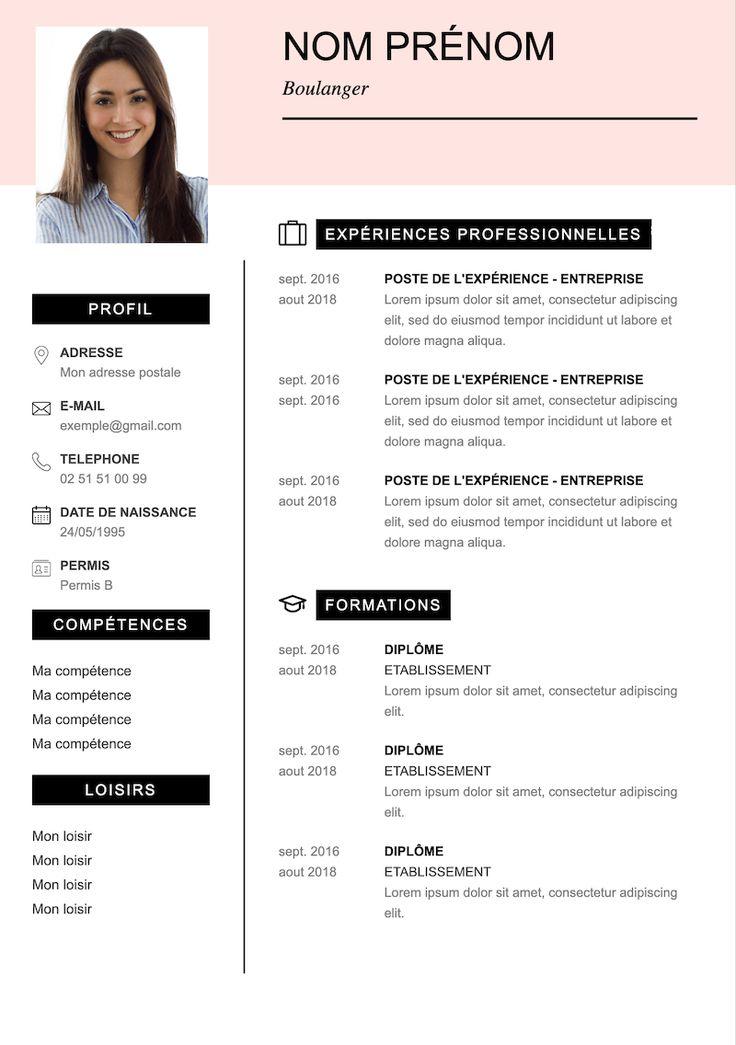 NOM PRÉNOM
Boulanger
PROFIL
ADRESSE
Mon adresse postale
E-MAIL
exemple@gmail.com
TELEPHONE
02 51 51 00 99
DATE DE NAISSANCE
24/05/1995
PERMIS
Permis B
COMPÉTENCES
Ma compétence
Ma compétence
Ma compétence
Ma compétence
LOISIRS
Mon loisir
Mon loisir
Mon loisir
Mon loisir
EXPÉRIENCES PROFESSIONNELLES
sept. 2016 POSTE DE L'EXPÉRIENCE - ENTREPRISE
aout 2018 Lorem ipsum dolor sit amet, consectetur adipiscing
elit, sed do eiusmod tempor incididunt ut labore et
dolore magna aliqua.
sept. 2016 POSTE DE L'EXPÉRIENCE - ENTREPRISE
sept. 2016 Lorem ipsum dolor sit amet, consectetur adipiscing
elit, sed do eiusmod tempor incididunt ut labore et
dolore magna aliqua.
sept. 2016 POSTE DE L'EXPÉRIENCE - ENTREPRISE
aout 2018 Lorem ipsum dolor sit amet, consectetur adipiscing
elit, sed do eiusmod tempor incididunt ut labore et
dolore magna aliqua.
FORMATIONS
sept. 2016 DIPLÔME
aout 2018 ETABLISSEMENT
Lorem ipsum dolor sit amet, consectetur adipiscing
elit.
sept. 2016 DIPLÔME
aout 2018 ETABLISSEMENT
Lorem ipsum dolor sit amet, consectetur adipiscing
elit.
sept. 2016 DIPLÔME
aout 2018 ETABLISSEMENT
Lorem ipsum dolor sit amet, consectetur adipiscing
elit.